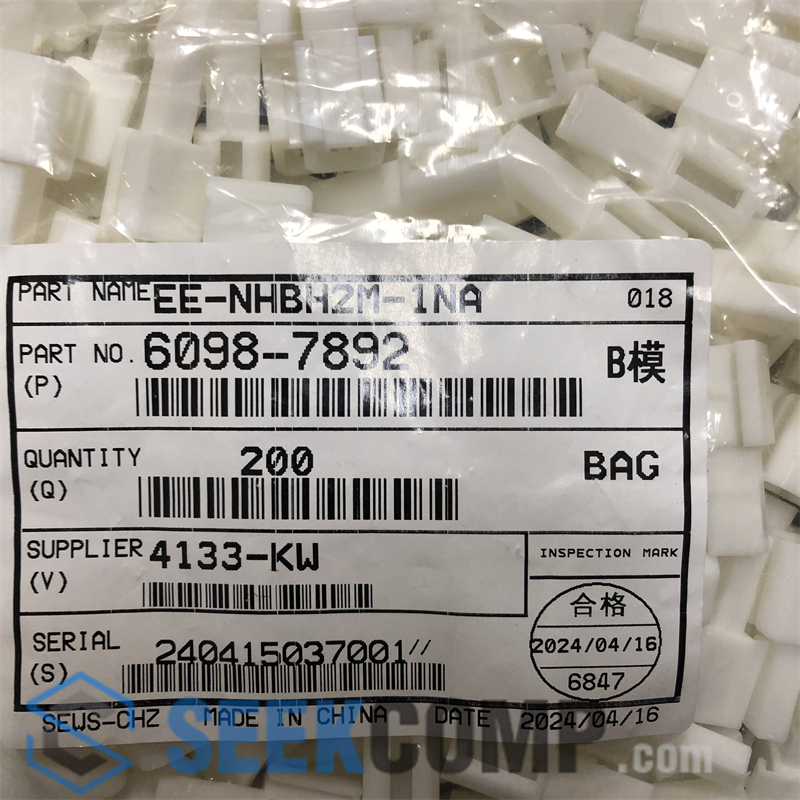 PART NAME EE-NHBH2M-1NA 018
PART NO. 6098-7892 B模
(P)
QUANTITY 200 BAG
(Q)
SUPPLIER 4133-KW INSPECTION MARK
(V)
合格
SERIAL 240415037001// 2024/04/16
(S) 6847
SEWS-CHZ MADE IN CHINA DATE 2024/04/16
SEEKCOMP.com